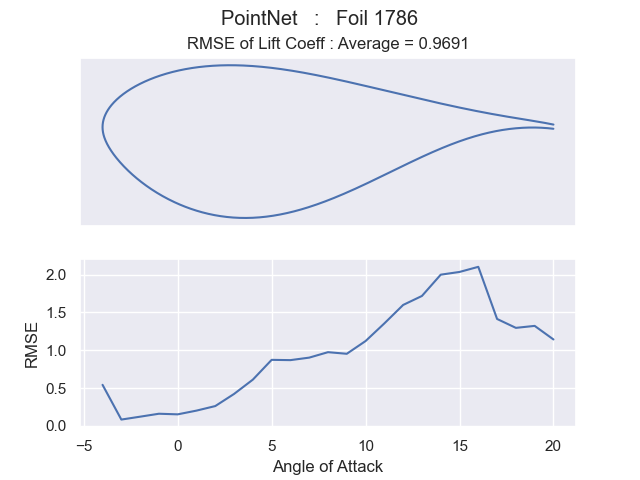 PointNet   :   Foil 1786
RMSE of Lift Coeff : Average = 0.9691
2.0
1.5
1.0
0.5
0.0
RMSE
−5 0 5 10 15 20
Angle of Attack